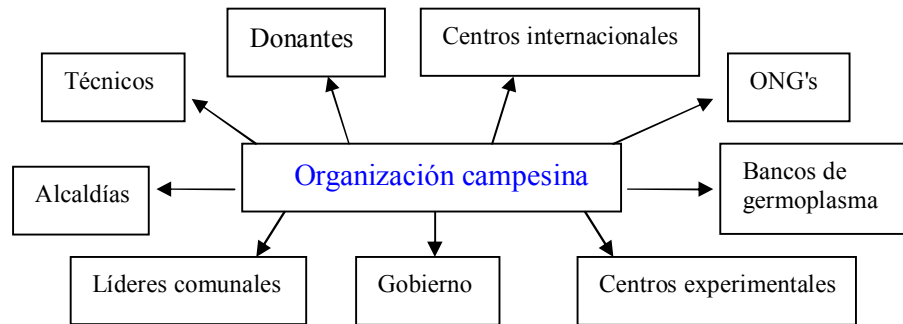 Donantes
Centros internacionales
Técnicos
ONG's
Organización campesina
Alcaldías
Bancos de
germoplasma
Líderes comunales
Gobierno
Centros experimentales